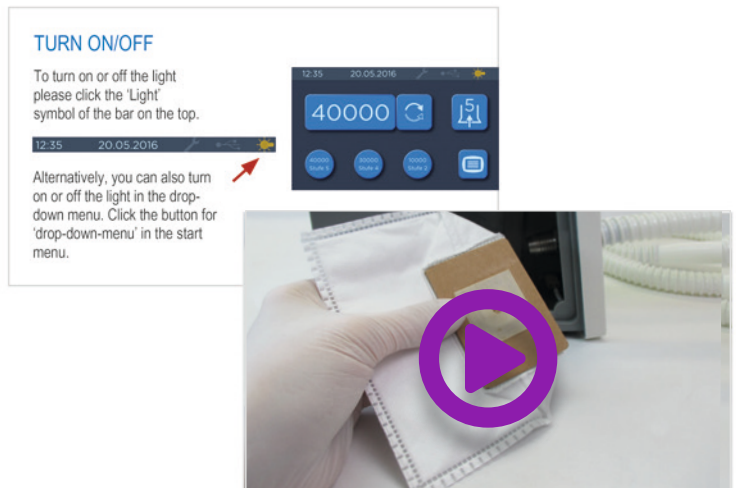 TURN ON/OFF
To turn on or off the light
please click the 'Light'
symbol of the bar on the top.
12:35 20.05.2016
Alternatively, you can also turn
on or off the light in the drop-
down menu. Click the button for
'drop-down-menu' in the start
menu.
12:35 20.05.2016
40000
5
40000
Stufe 5
30000
Stufe 4
10000
Stufe 2